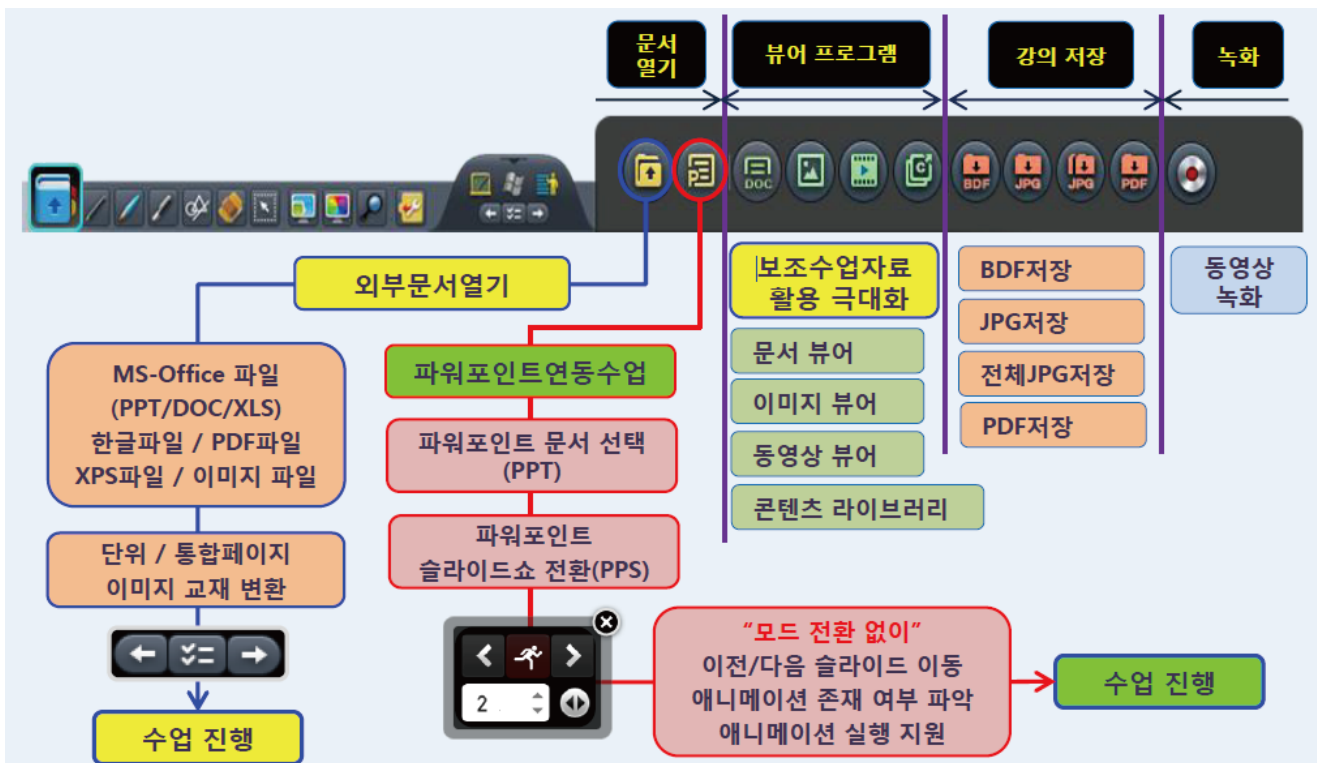 문서
열기
뷰어 프로그램
강의 저장
녹화
DOC
BDF
JPG
JPG
PDF
외부문서열기
보조수업자료
활용 극대화
BDF저장
동영상
녹화
JPG저장
문서 뷰어
MS-Office 파일
(PPT/DOC/XLS)
한글파일 / PDF파일
XPS파일 / 이미지 파일
파워포인트연동수업
전체JPG저장
이미지 뷰어
PDF저장
파워포인트 문서 선택
(PPT)
동영상 뷰어
콘텐츠 라이브러리
단위 / 통합페이지
이미지 교재 변환
파워포인트
슬라이드쇼 전환(PPS)
2
“모드 전환 없이”
이전/다음 슬라이드 이동
애니메이션 존재 여부 파악
애니메이션 실행 지원
수업 진행
수업 진행